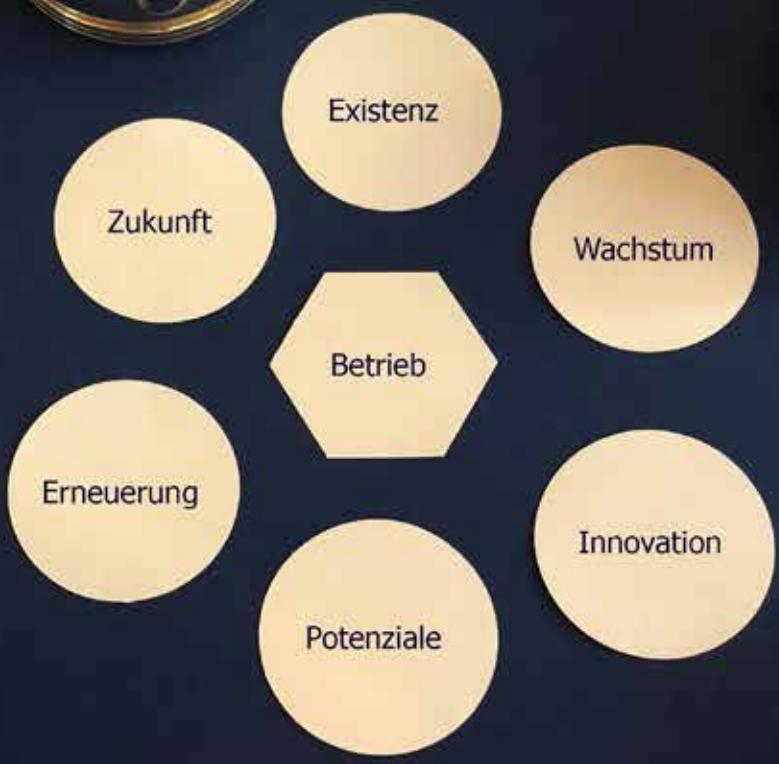 Existenz
Zukunft
Wachstum
Betrieb
Erneuerung
Innovation
Potenziale